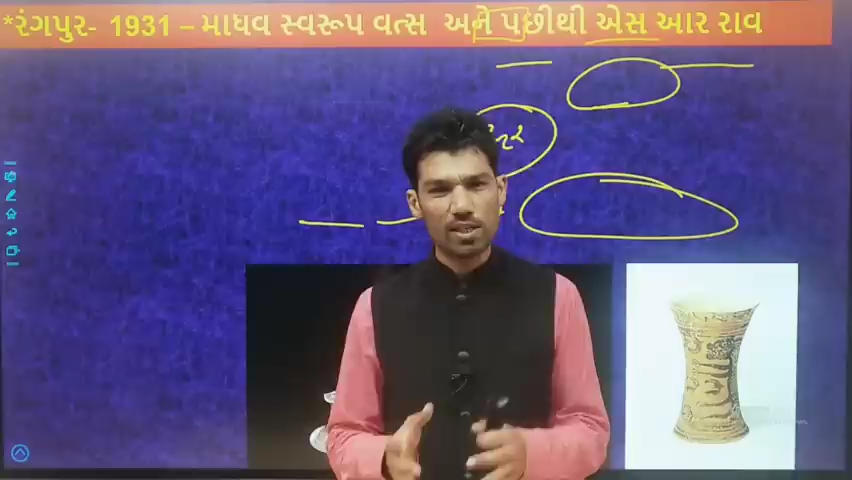 *રંગપુર- 1931 – માધવ સ્વરૂપ વત્સ અને પછીથી એસ આર રાવ